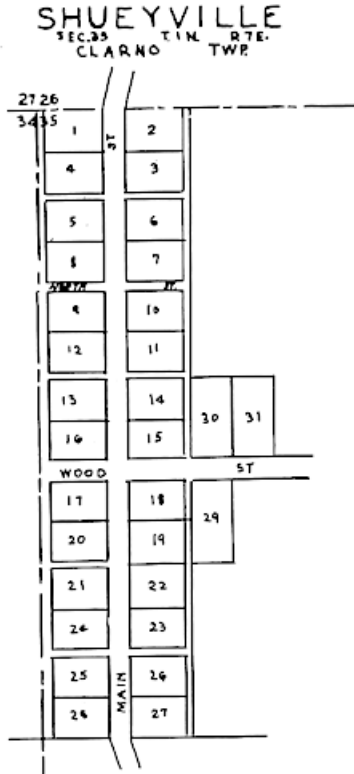 SHUEYVILLE
SEC.35 T.1N. R7E.
CLARNO TWP.
27 26
34 35
1 ST 2
4 3
5 6
8 7
NORTH ST.
9 10
12 11
13 14
30 31
16 15
WOOD ST
17 18
29
20 19
21 22
24 23
25 MAIN 26
28 27